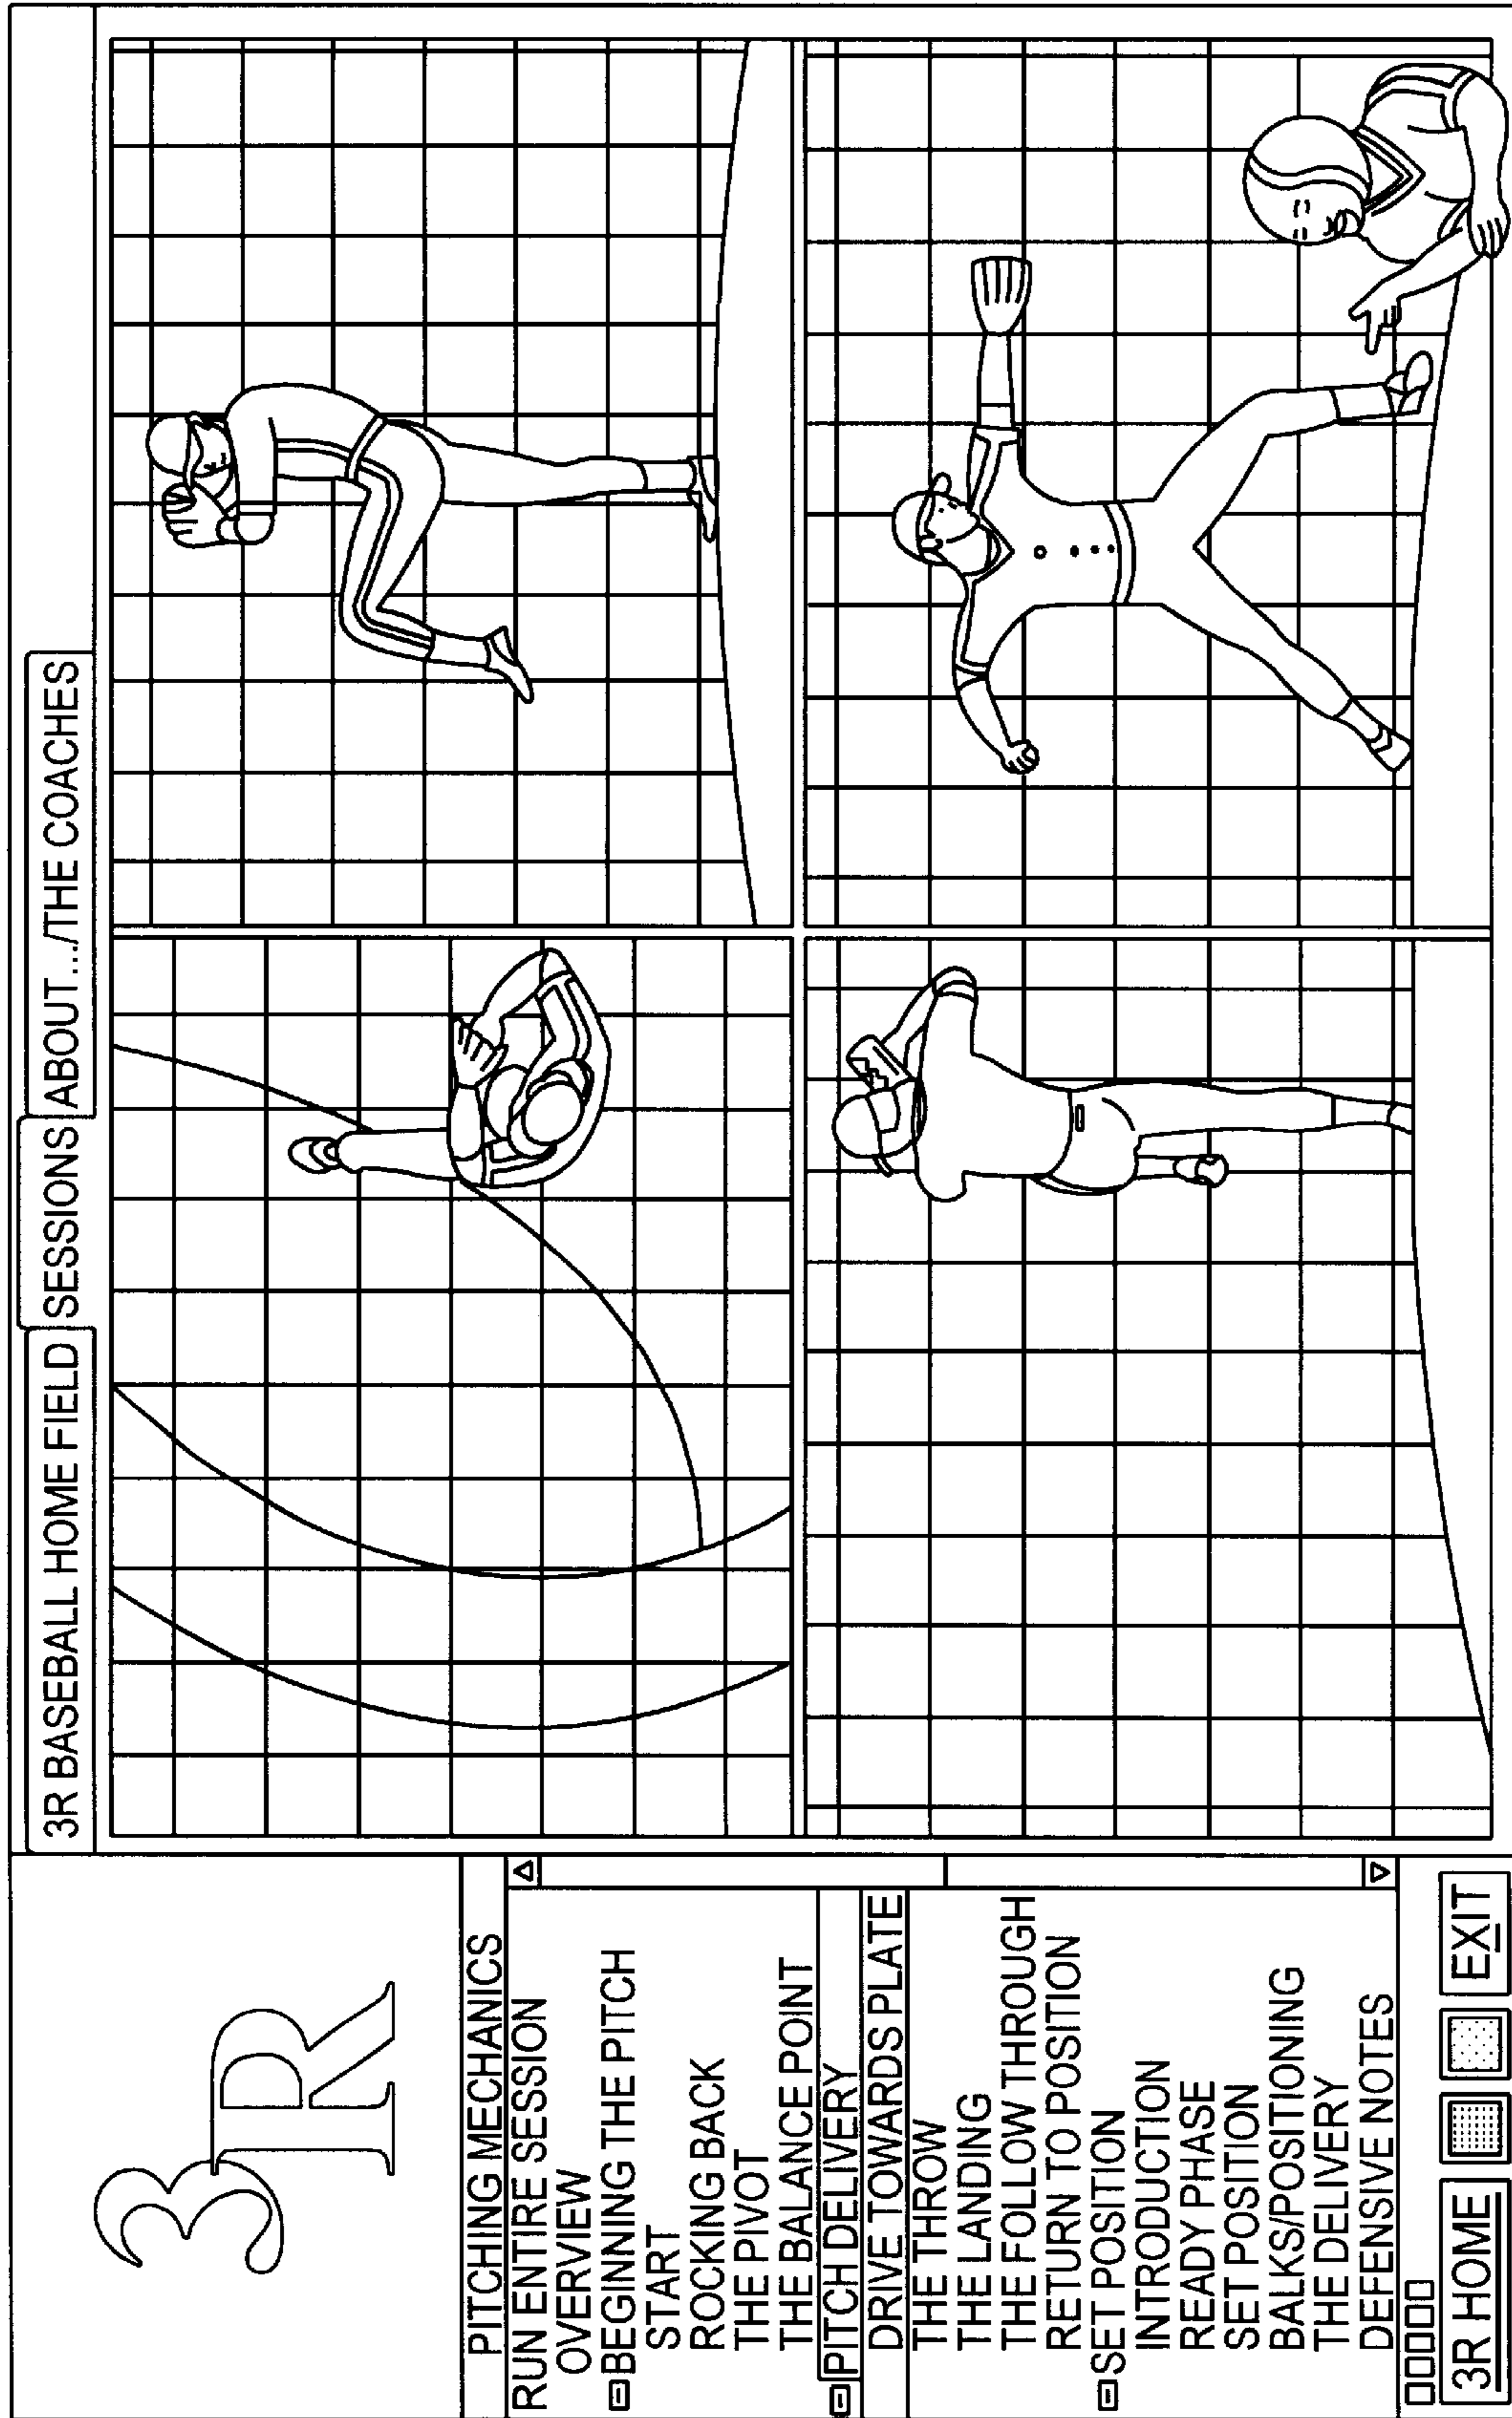 3R BASEBALL HOME FIELD SESSIONS ABOUT.../THE COACHES
3R
PITCHING MECHANICS
RUN ENTIRE SESSION
OVERVIEW
BEGINNING THE PITCH
START
ROCKING BACK
THE PIVOT
THE BALANCE POINT
PITCH DELIVERY
DRIVE TOWARDS PLATE
THE THROW
THE LANDING
THE FOLLOW THROUGH
RETURN TO POSITION
SET POSITION
INTRODUCTION
READY PHASE
SET POSITION
BALKS/POSITIONING
THE DELIVERY
DEFENSIVE NOTES
3R HOME EXIT